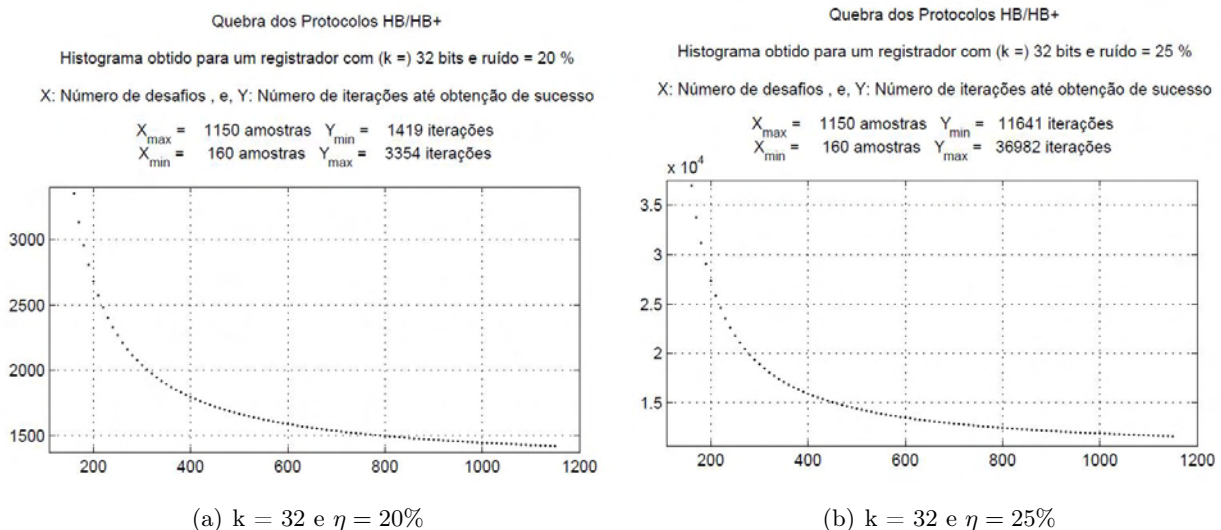 Quebra dos Protocolos HB/HB+
Histograma obtido para um registrador com (k =) 32 bits e ruído = 20 %
X: Número de desafios , e, Y: Número de iterações até obtenção de sucesso
Xmax = 1150 amostras Ymin = 1419 iterações
Xmin = 160 amostras Ymax = 3354 iterações
3000
2500
2000
1500
200 400 600 800 1000 1200
(a) k = 32 e η = 20%
Quebra dos Protocolos HB/HB+
Histograma obtido para um registrador com (k =) 32 bits e ruído = 25 %
X: Número de desafios , e, Y: Número de iterações até obtenção de sucesso
Xmax = 1150 amostras Ymin = 11641 iterações
Xmin = 160 amostras Ymax = 36982 iterações
x 10^4
3.5
3
2.5
2
1.5
200 400 600 800 1000 1200
(b) k = 32 e η = 25%